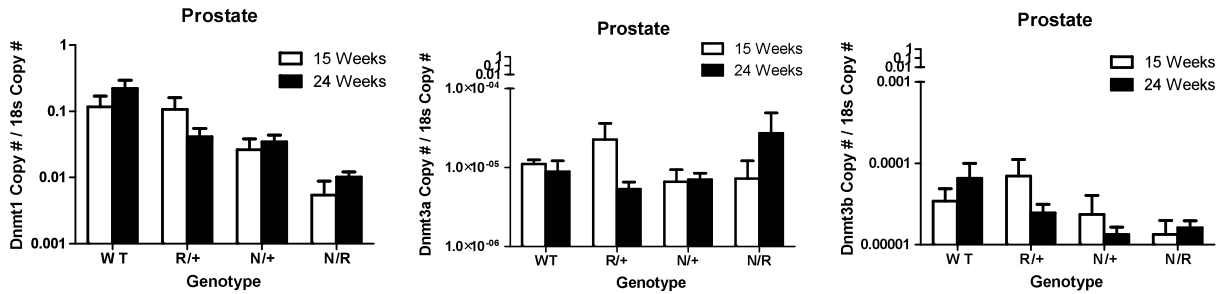 Prostate
Dnmt1 Copy # / 18s Copy #
1
0.1
0.01
0.001
15 Weeks
24 Weeks
WT
R/+
N/+
N/R
Genotype
Prostate
Dnmt3a Copy # / 18s Copy #
1
0.1
0.01
1.0×10-04
1.0×10-05
1.0×10-06
15 Weeks
24 Weeks
WT
R/+
N/+
N/R
Genotype
Prostate
Dnmt3b Copy # / 18s Copy #
1
0.1
0.01
0.001
0.0001
0.00001
15 Weeks
24 Weeks
WT
R/+
N/+
N/R
Genotype